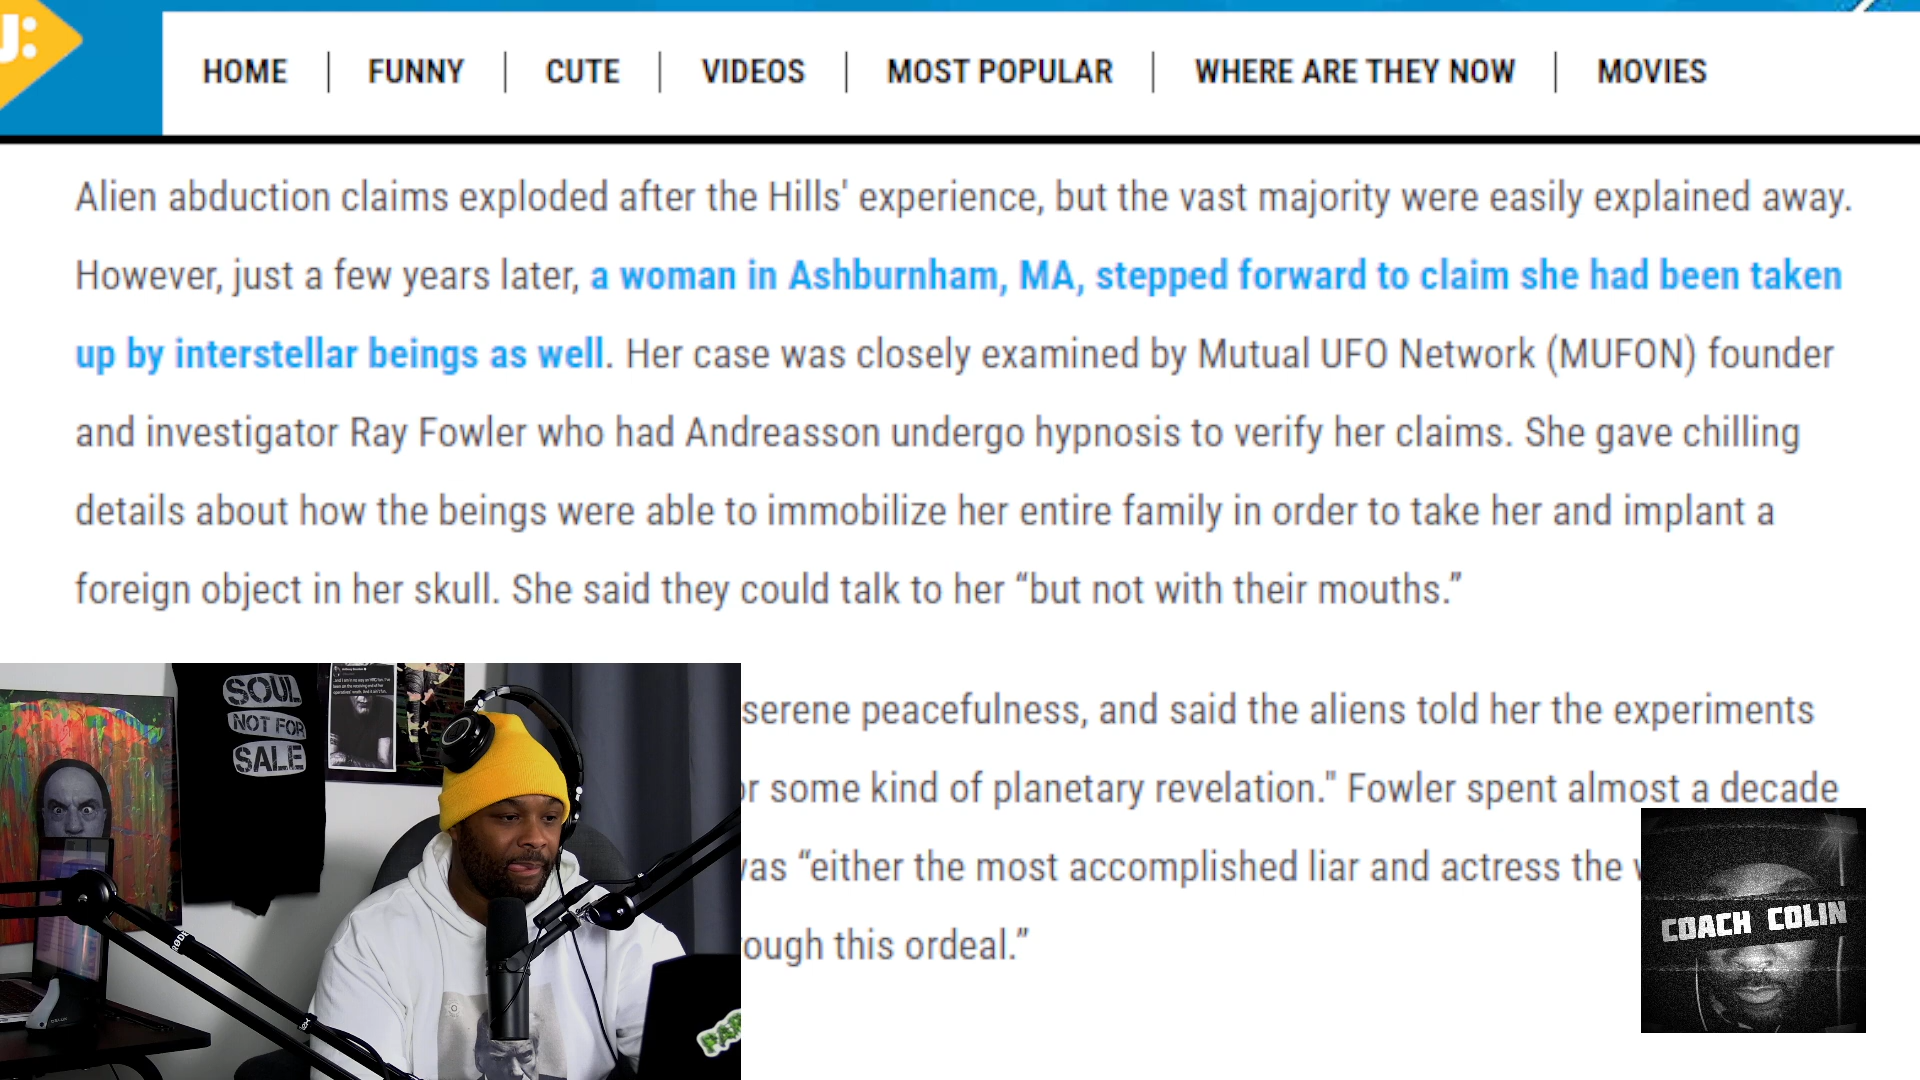 U:
HOME | FUNNY | CUTE | VIDEOS | MOST POPULAR | WHERE ARE THEY NOW | MOVIES
Alien abduction claims exploded after the Hills' experience, but the vast majority were easily explained away.
However, just a few years later, a woman in Ashburnham, MA, stepped forward to claim she had been taken
up by interstellar beings as well. Her case was closely examined by Mutual UFO Network (MUFON) founder
and investigator Ray Fowler who had Andreasson undergo hypnosis to verify her claims. She gave chilling
details about how the beings were able to immobilize her entire family in order to take her and implant a
foreign object in her skull. She said they could talk to her “but not with their mouths.”
serene peacefulness, and said the aliens told her the experiments
or some kind of planetary revelation." Fowler spent almost a decade
was “either the most accomplished liar and actress the
ough this ordeal.”
SOUL
NOT FOR
SALE
RØDE
PAR
COACH COLIN